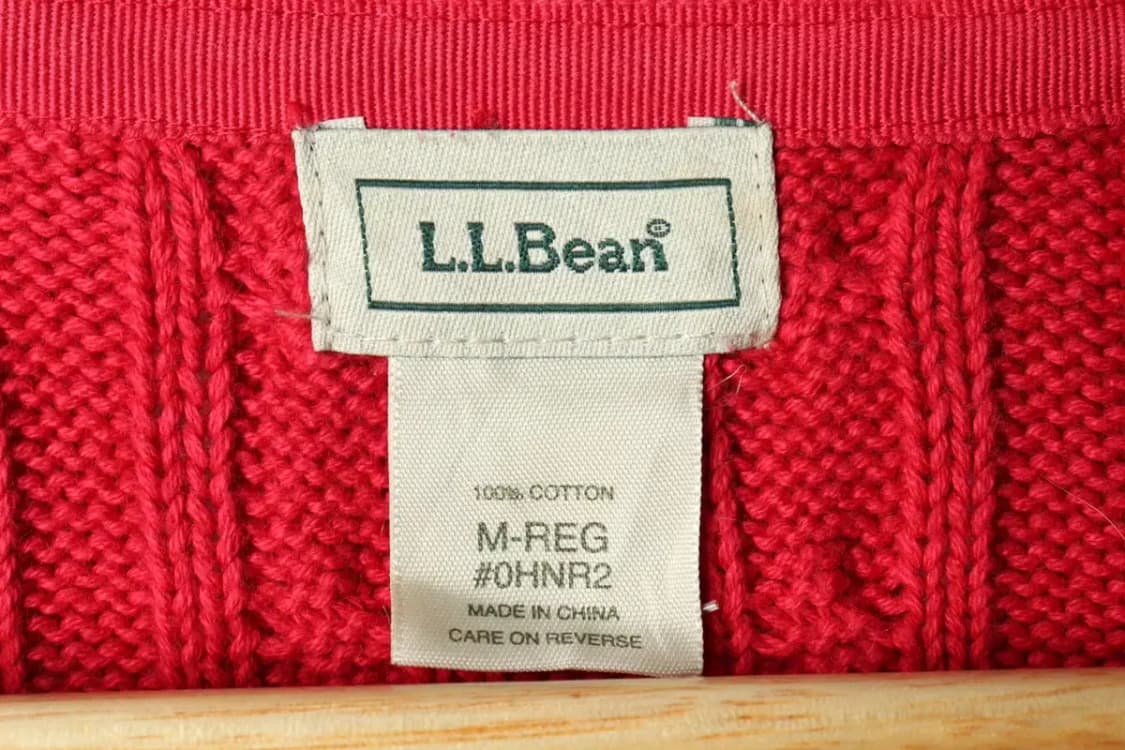 L.L.Bean®
100% COTTON
M-REG
#0HNR2
MADE IN CHINA
CARE ON REVERSE